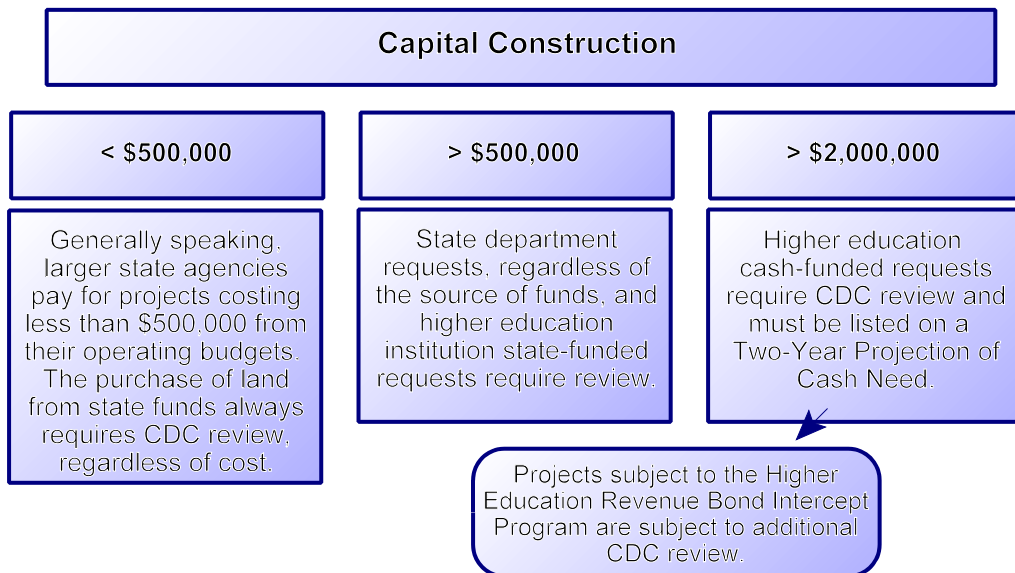 Capital Construction
< $500,000
Generally speaking,
larger state agencies
pay for projects costing
less than $500,000 from
their operating budgets.
The purchase of land
from state funds always
requires CDC review,
regardless of cost.
> $500,000
State department
requests, regardless of
the source of funds, and
higher education
institution state-funded
requests require review.
> $2,000,000
Higher education
cash-funded requests
require CDC review and
must be listed on a
Two-Year Projection of
Cash Need.
Projects subject to the Higher
Education Revenue Bond Intercept
Program are subject to additional
CDC review.